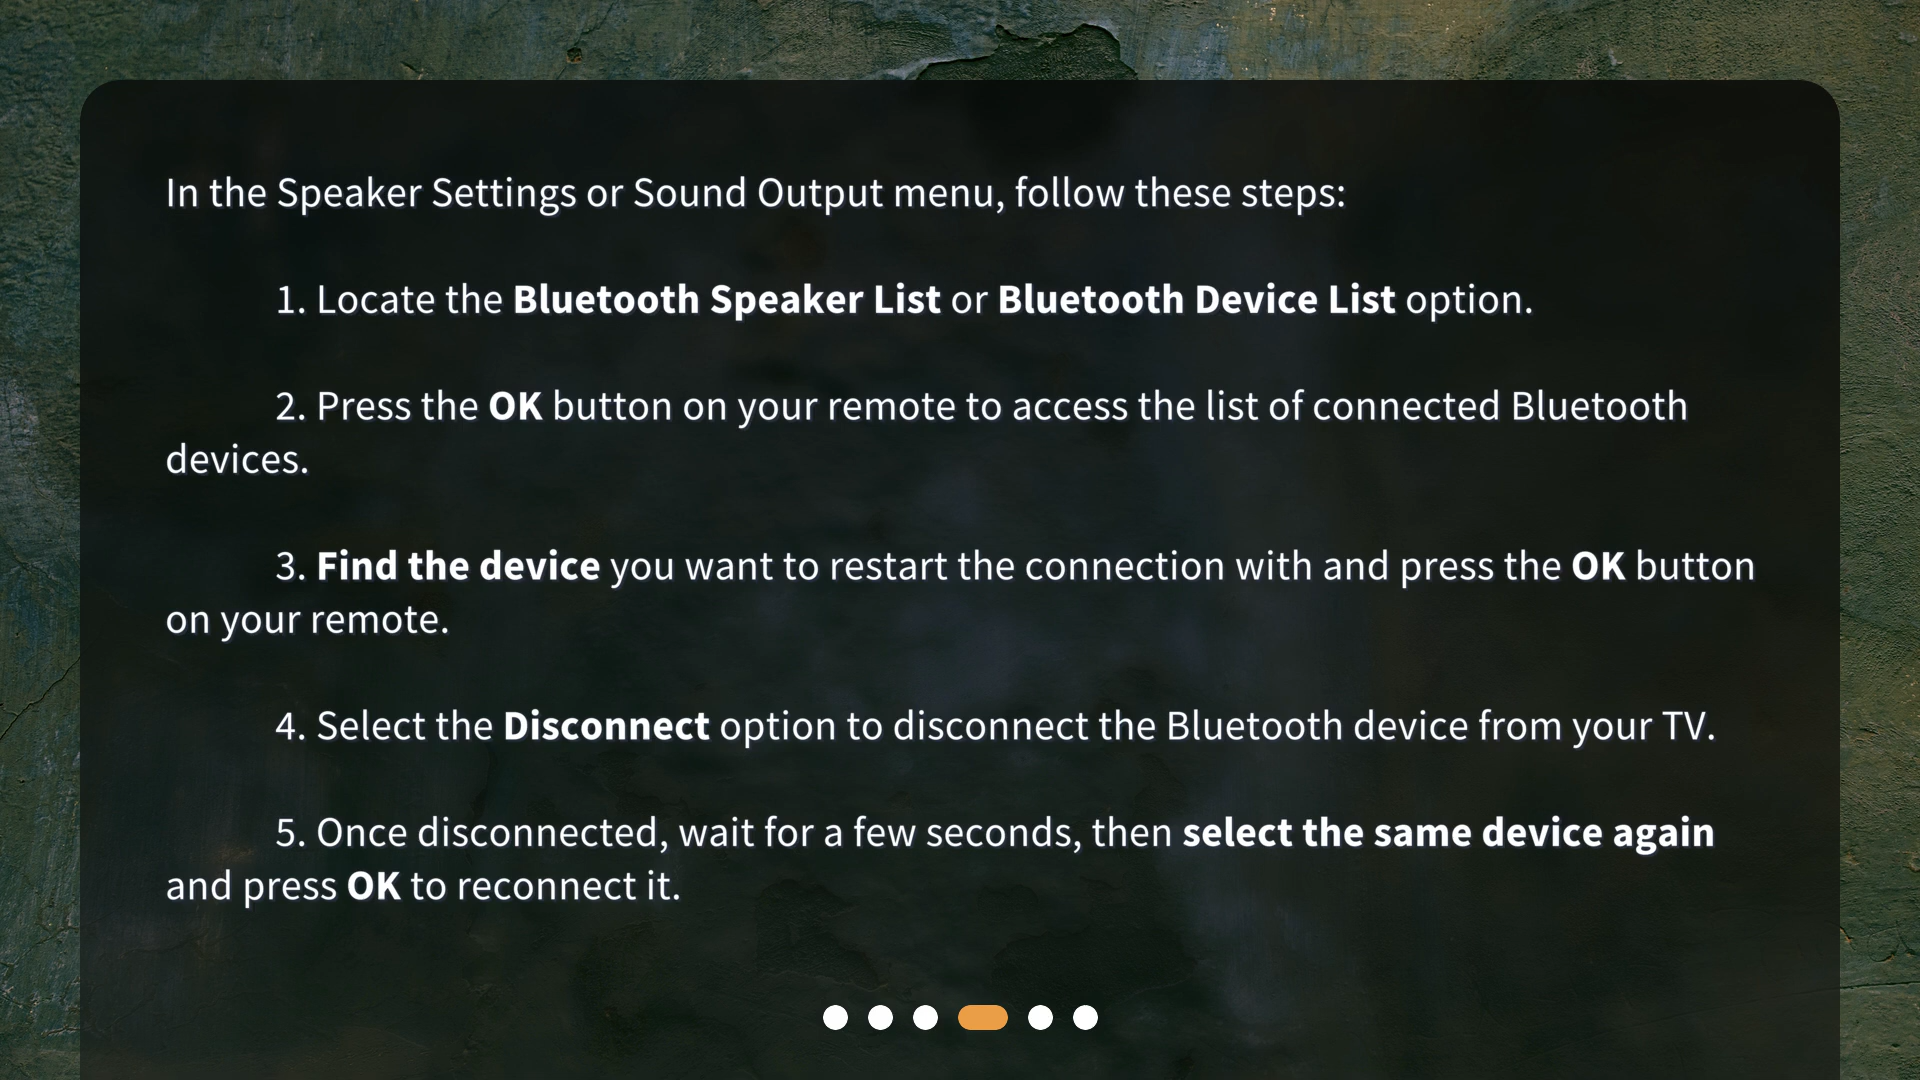 In the Speaker Settings or Sound Output menu, follow these steps:
1. Locate the Bluetooth Speaker List or Bluetooth Device List option.
2. Press the OK button on your remote to access the list of connected Bluetooth
devices.
3. Find the device you want to restart the connection with and press the OK button
on your remote.
4. Select the Disconnect option to disconnect the Bluetooth device from your TV.
5. Once disconnected, wait for a few seconds, then select the same device again
and press OK to reconnect it.